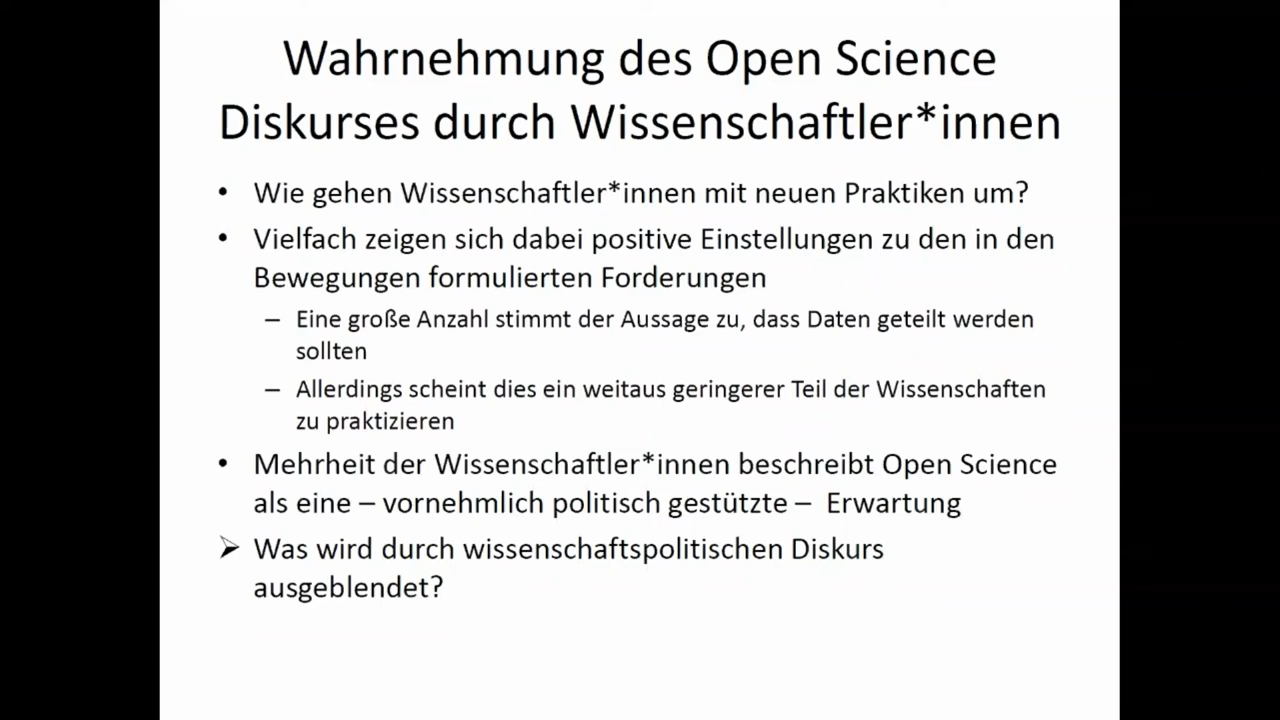 Wahrnehmung des Open Science
Diskurses durch Wissenschaftler*innen
• Wie gehen Wissenschaftler*innen mit neuen Praktiken um?
• Vielfach zeigen sich dabei positive Einstellungen zu den in den
Bewegungen formulierten Forderungen
– Eine große Anzahl stimmt der Aussage zu, dass Daten geteilt werden
sollten
– Allerdings scheint dies ein weitaus geringerer Teil der Wissenschaften
zu praktizieren
• Mehrheit der Wissenschaftler*innen beschreibt Open Science
als eine – vornehmlich politisch gestützte – Erwartung
➢ Was wird durch wissenschaftspolitischen Diskurs
ausgeblendet?